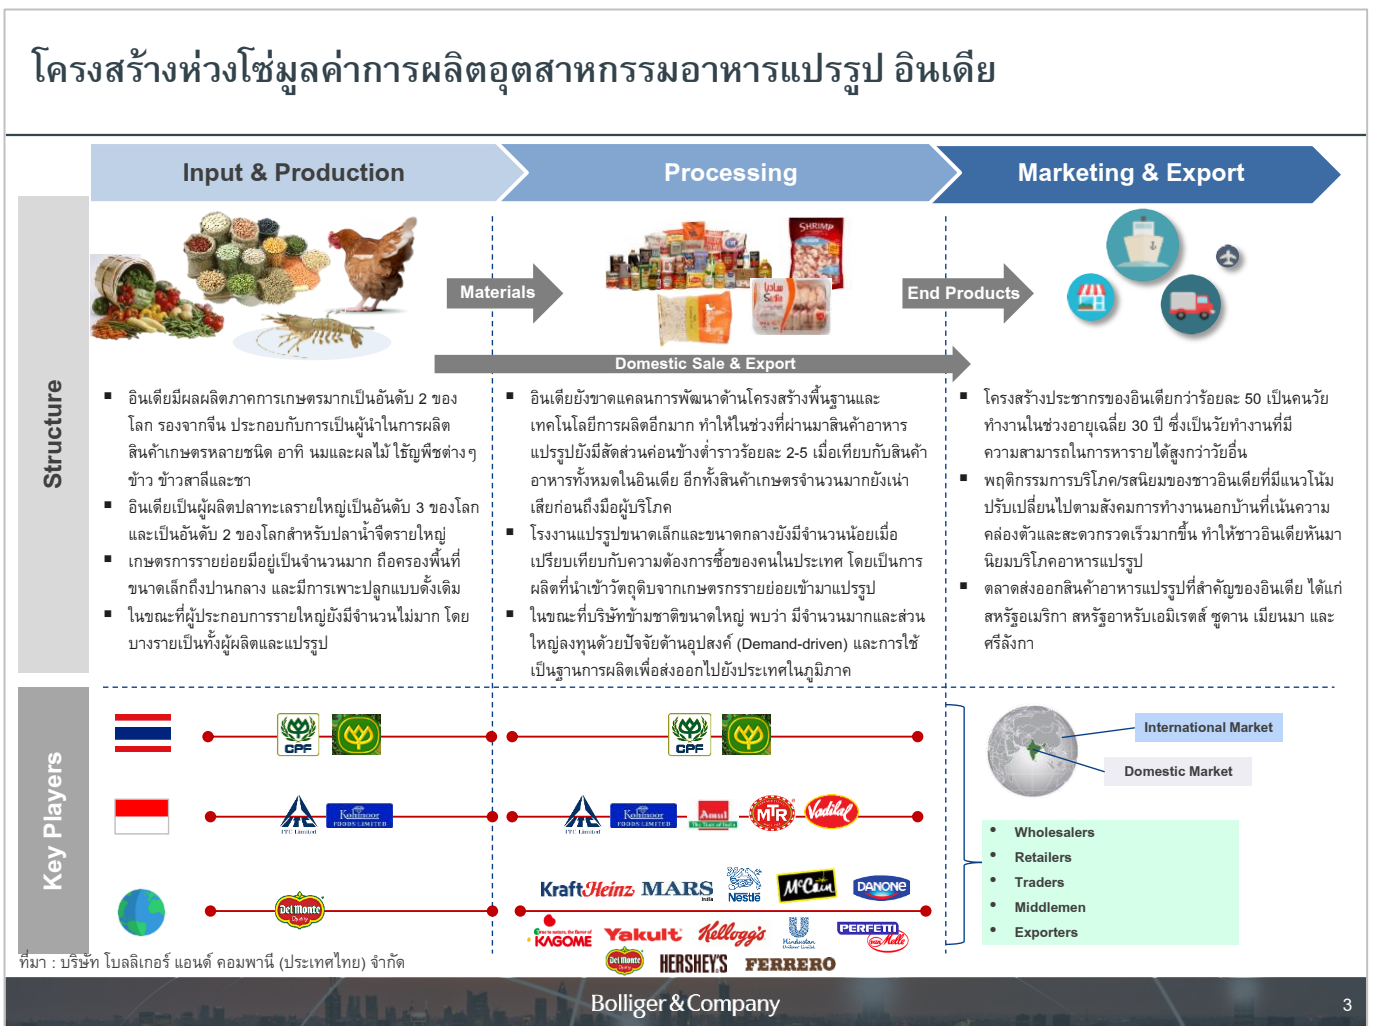 โครงสร้างห่วงโซ่มูลค่าการผลิตอุตสาหกรรมอาหารแปรรูป อินเดีย
Input & Production
Processing
Marketing & Export
SHRIMP
Materials
End Products
Domestic Sale & Export
Structure
▪ อินเดียมีผลผลิตภาคการเกษตรมากเป็นอันดับ 2 ของ
โลก รองจากจีน ประกอบกับการเป็นผู้นำในการผลิต
สินค้าเกษตรหลายชนิด อาทิ นมและผลไม้ ใธัญพืชต่างๆ
ข้าว ข้าวสาลีและชา
▪ อินเดียเป็นผู้ผลิตปลาทะเลรายใหญ่เป็นอันดับ 3 ของโลก
และเป็นอันดับ 2 ของโลกสำหรับปลาน้ำจืดรายใหญ่
▪ เกษตรการรายย่อยมีอยู่เป็นจำนวนมาก ถือครองพื้นที่
ขนาดเล็กถึงปานกลาง และมีการเพาะปลูกแบบดั้งเดิม
▪ ในขณะที่ผู้ประกอบการรายใหญ่ยังมีจำนวนไม่มาก โดย
บางรายเป็นทั้งผู้ผลิตและแปรรูป
▪ อินเดียยังขาดแคลนการพัฒนาด้านโครงสร้างพื้นฐานและ
เทคโนโลยีการผลิตอีกมาก ทำให้ในช่วงที่ผ่านมาสินค้าอาหาร
แปรรูปยังมีสัดส่วนค่อนข้างต่ำราวร้อยละ 2-5 เมื่อเทียบกับสินค้า
อาหารทั้งหมดในอินเดีย อีกทั้งสินค้าเกษตรจำนวนมากยังเน่า
เสียก่อนถึงมือผู้บริโภค
▪ โรงงานแปรรูปขนาดเล็กและขนาดกลางยังมีจำนวนน้อยเมื่อ
เปรียบเทียบกับความต้องการซื้อของคนในประเทศ โดยเป็นการ
ผลิตที่นำเข้าวัตถุดิบจากเกษตรกรรายย่อยเข้ามาแปรรูป
▪ ในขณะที่บริษัทข้ามชาติขนาดใหญ่ พบว่า มีจำนวนมากและส่วน
ใหญ่ลงทุนด้วยปัจจัยด้านอุปสงค์ (Demand-driven) และการใช้
เป็นฐานการผลิตเพื่อส่งออกไปยังประเทศในภูมิภาค
▪ โครงสร้างประชากรของอินเดียกว่าร้อยละ 50 เป็นคนวัย
ทำงานในช่วงอายุเฉลี่ย 30 ปี ซึ่งเป็นวัยทำงานที่มี
ความสามารถในการหารายได้สูงกว่าวัยอื่น
▪ พฤติกรรมการบริโภค/รสนิยมของชาวอินเดียที่มีแนวโน้ม
ปรับเปลี่ยนไปตามสังคมการทำงานนอกบ้านที่เน้นความ
คล่องตัวและสะดวกรวดเร็วมากขึ้น ทำให้ชาวอินเดียหันมา
นิยมบริโภคอาหารแปรรูป
▪ ตลาดส่งออกสินค้าอาหารแปรรูปที่สำคัญของอินเดีย ได้แก่
สหรัฐอเมริกา สหรัฐอาหรับเอมิเรตส์ ซูดาน เมียนมา และ
ศรีลังกา
Key Players
CPF
CPF
ITC Limited
Kohinoor
FOODS LIMITED
ITC Limited
Kohinoor
FOODS LIMITED
Amul
The Taste of India
MTR
Vadilal
Del Monte
Quality
KraftHeinz
MARS
india
Nestlé
McCain
DANONE
KAGOME
Yakult
Kellogg's
Hindustan
Unilever Limited
PERFETTI
van Melle
Del Monte
Quality
HERSHEY'S
FERRERO
International Market
Domestic Market
• Wholesalers
• Retailers
• Traders
• Middlemen
• Exporters
ที่มา : บริษัท โบลลิเกอร์ แอนด์ คอมพานี (ประเทศไทย) จำกัด
Bolliger & Company
3